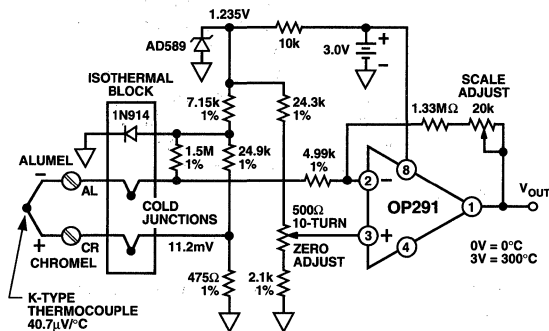 1.235V
AD589
10k
3.0V
+
−
ISOTHERMAL
BLOCK
7.15k
1%
24.3k
1%
SCALE
ADJUST
1.33MΩ
20k
1N914
1.5M
1%
24.9k
1%
4.99k
1%
ALUMEL
−
AL
COLD
JUNCTIONS
2
−
8
OP291
1
VOUT
500Ω
10-TURN
3
+
4
ZERO
ADJUST
+
CR
CHROMEL
11.2mV
0V = 0°C
3V = 300°C
475Ω
1%
2.1k
1%
K-TYPE
THERMOCOUPLE
40.7µV/°C